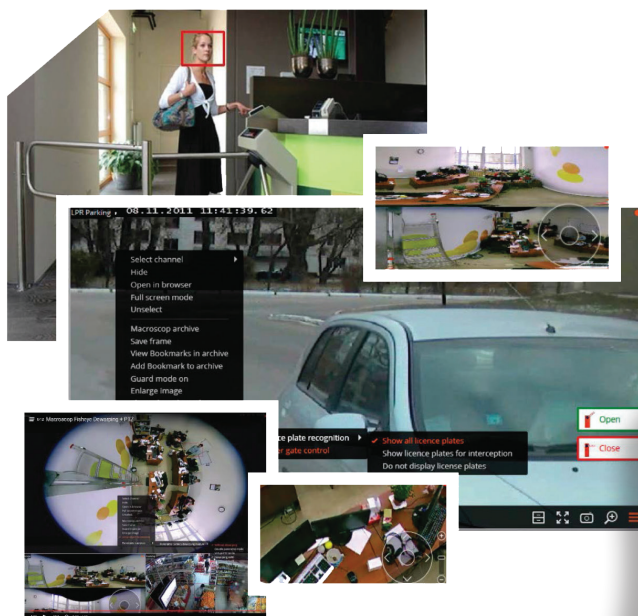 LPR Parking
08.11.2011 11:41:39.62
Select channel
Hide
Open in browser
Full screen mode
Unselect
Macroscop archive
Save frame
View Bookmarks in archive
Add Bookmark to archive
Guard mode on
Enlarge image
ce plate recognition
er gate control
Show all licence plates
Show licence plates for interception
Do not display license plates
Open
Close
Macroscop Fisheye Dewarping + PTZ